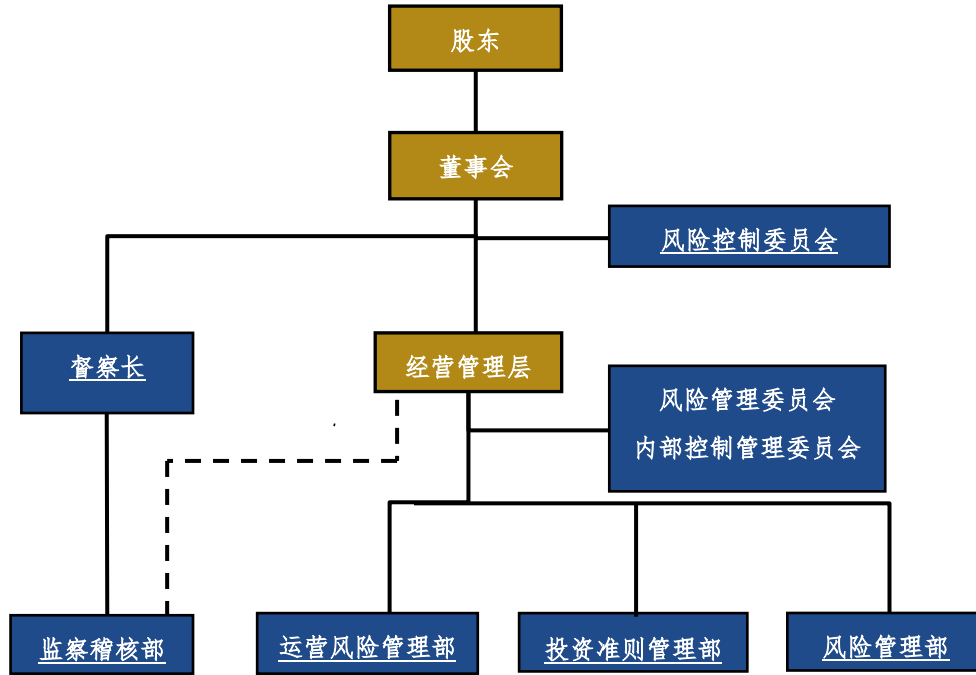 股东
董事会
风险控制委员会
督察长
经营管理层
风险管理委员会
内部控制管理委员会
监察稽核部
运营风险管理部
投资准则管理部
风险管理部